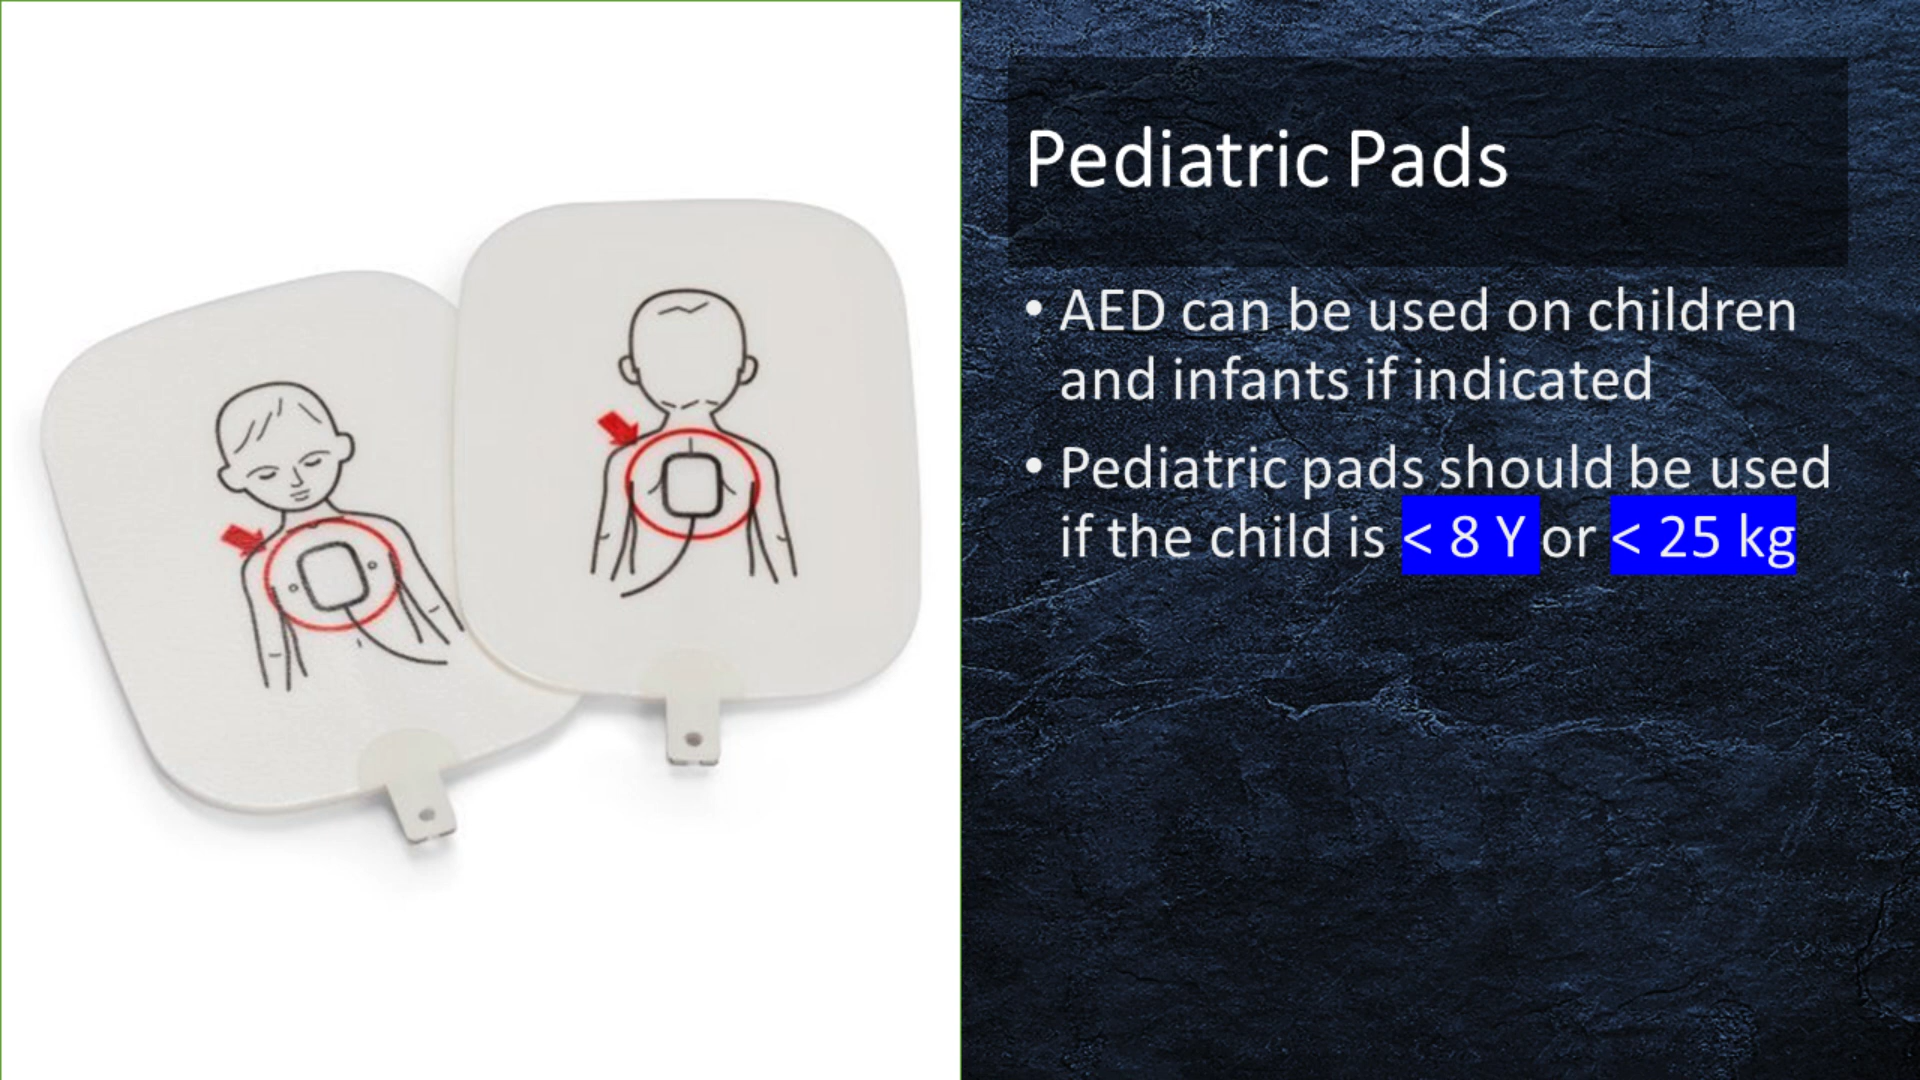 Pediatric Pads
• AED can be used on children
and infants if indicated
• Pediatric pads should be used
if the child is < 8 Y or < 25 kg